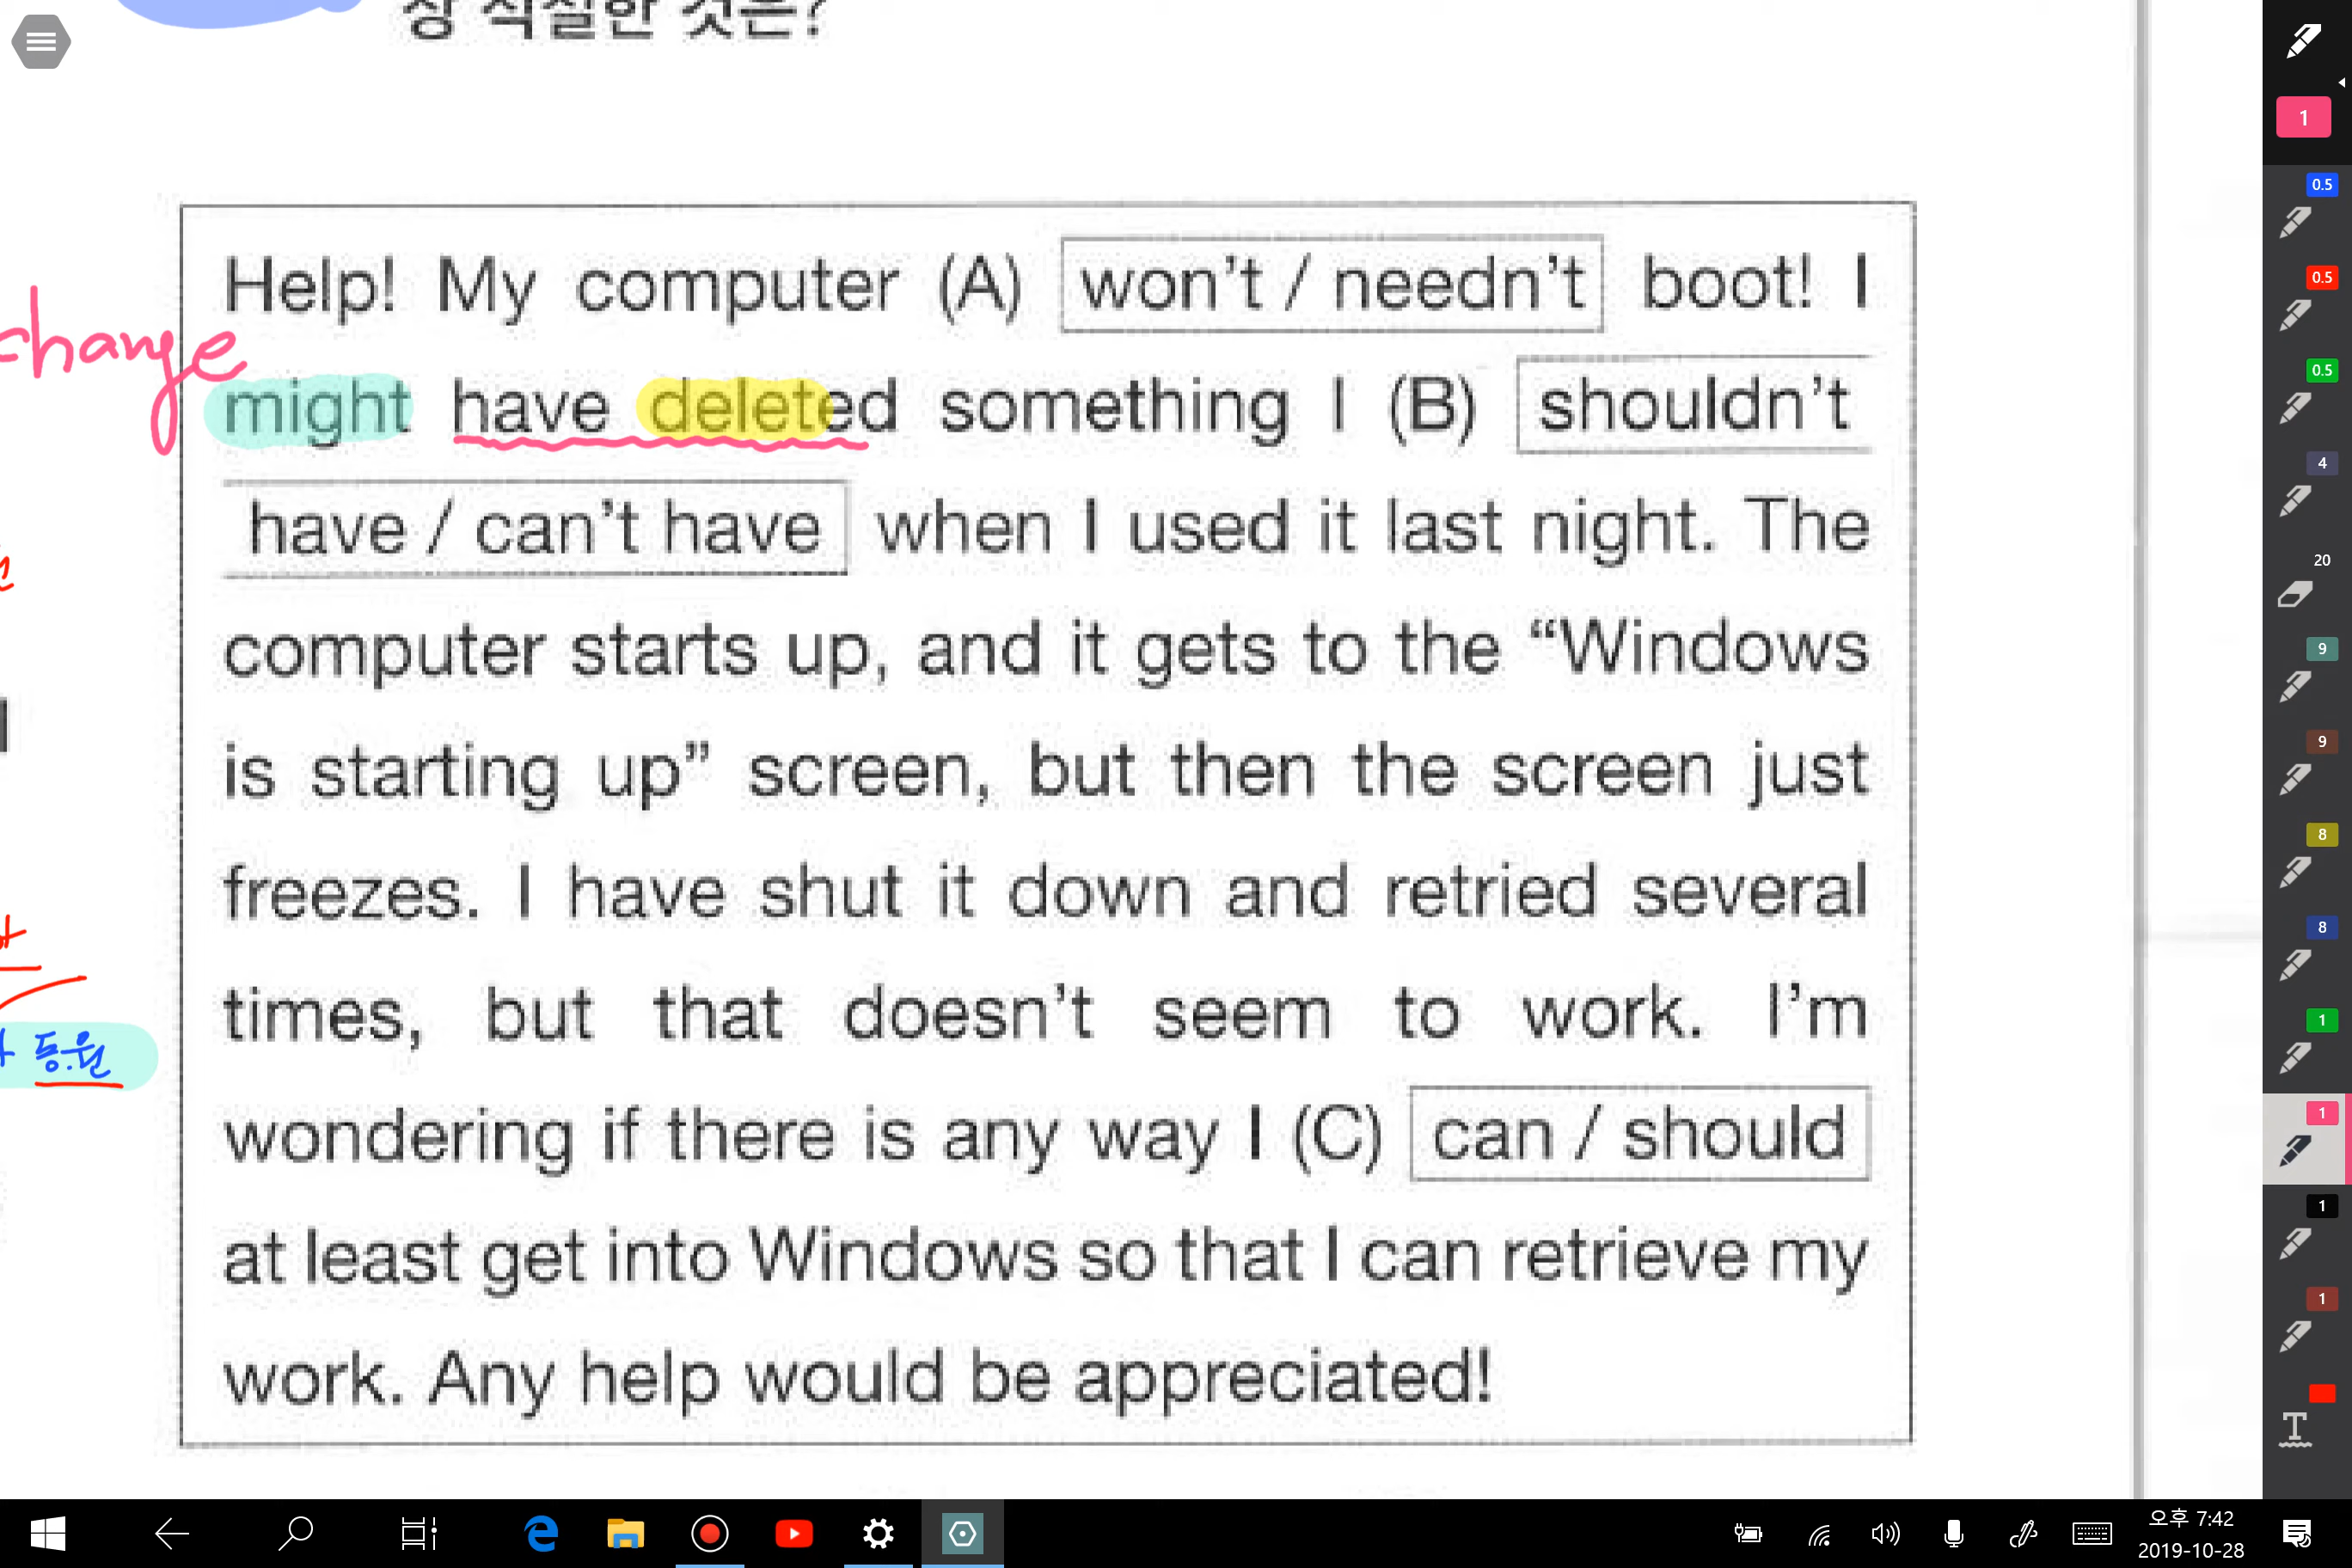 장 적절한 것은?
Help! My computer (A) won't / needn't boot! I
change
might have deleted something I (B) shouldn't
have / can't have when I used it last night. The
computer starts up, and it gets to the "Windows
is starting up" screen, but then the screen just
freezes. I have shut it down and retried several
times, but that doesn't seem to work. I'm
동원
wondering if there is any way I (C) can / should
at least get into Windows so that I can retrieve my
work. Any help would be appreciated!
1
0.5
0.5
0.5
4
20
9
9
8
8
1
1
1
1
T
오후 7:42
2019-10-28